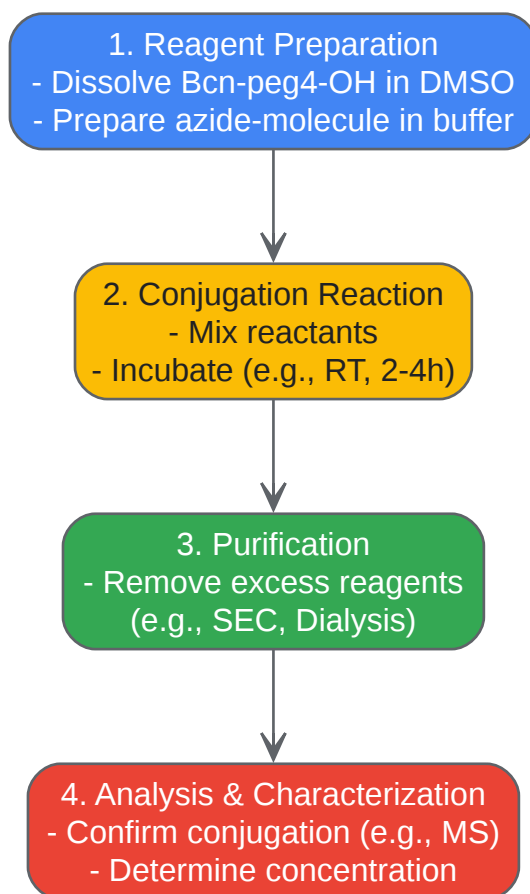 1. Reagent Preparation
- Dissolve Bcn-peg4-OH in DMSO
- Prepare azide-molecule in buffer
2. Conjugation Reaction
- Mix reactants
- Incubate (e.g., RT, 2-4h)
3. Purification
- Remove excess reagents
(e.g., SEC, Dialysis)
4. Analysis & Characterization
- Confirm conjugation (e.g., MS)
- Determine concentration